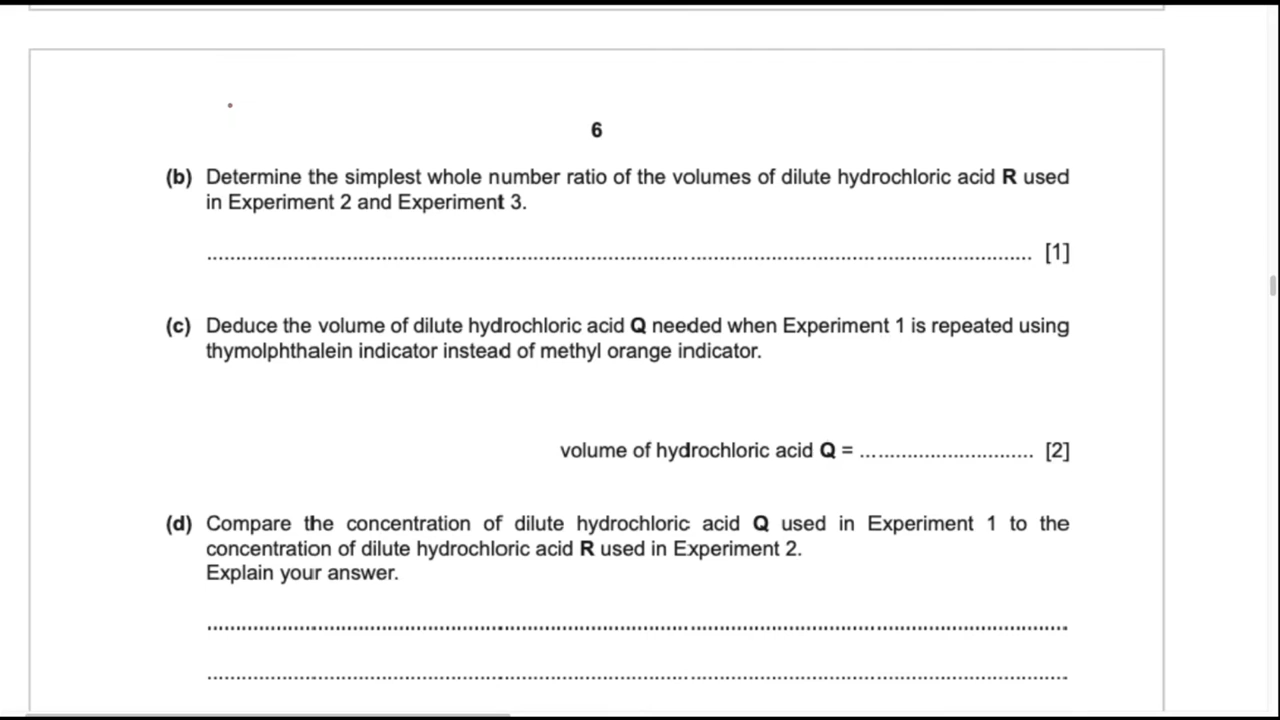 6
(b) Determine the simplest whole number ratio of the volumes of dilute hydrochloric acid R used
in Experiment 2 and Experiment 3.
.................................................................................................................................. [1]
(c) Deduce the volume of dilute hydrochloric acid Q needed when Experiment 1 is repeated using
thymolphthalein indicator instead of methyl orange indicator.
volume of hydrochloric acid Q = .............................. [2]
(d) Compare the concentration of dilute hydrochloric acid Q used in Experiment 1 to the
concentration of dilute hydrochloric acid R used in Experiment 2.
Explain your answer.
..................................................................................................................................
..................................................................................................................................